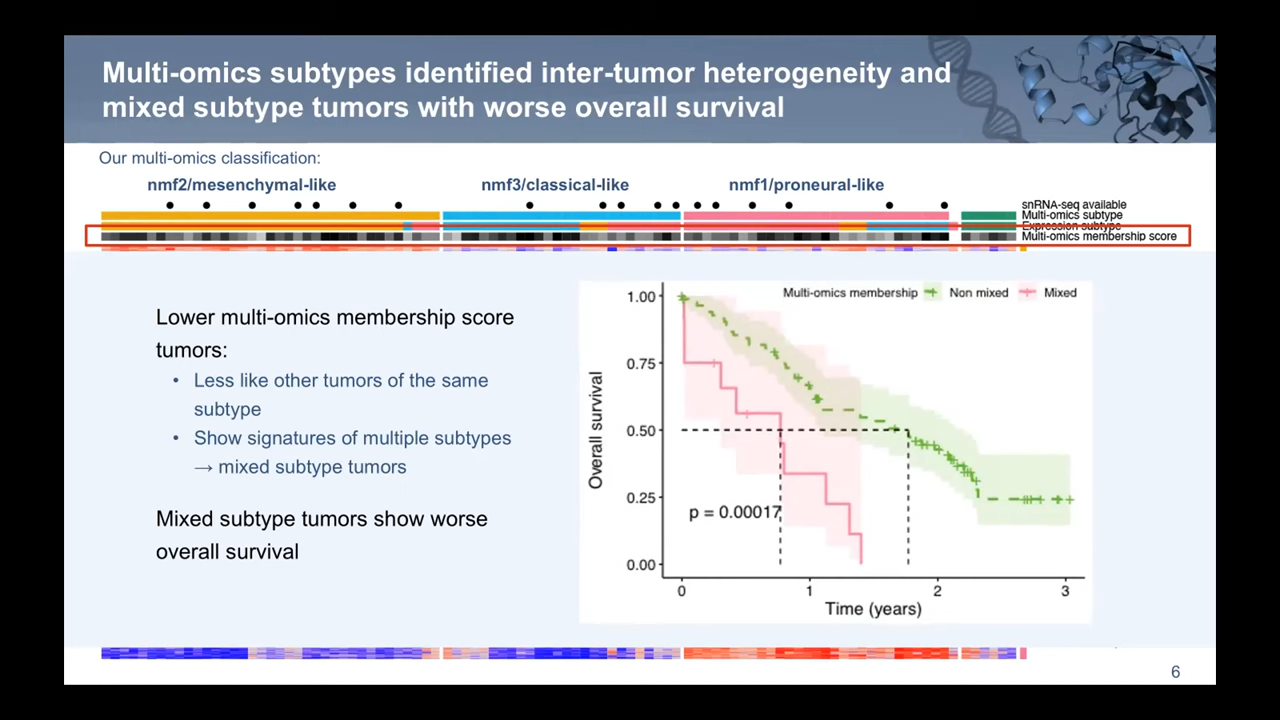 Multi-omics subtypes identified inter-tumor heterogeneity and
mixed subtype tumors with worse overall survival
Our multi-omics classification:
nmf2/mesenchymal-like
nmf3/classical-like
nmf1/proneural-like
snRNA-seq available
Multi-omics subtype
Expression subtype
Multi-omics membership score
Lower multi-omics membership score
tumors:
• Less like other tumors of the same
subtype
• Show signatures of multiple subtypes
→ mixed subtype tumors
Mixed subtype tumors show worse
overall survival
Multi-omics membership Non mixed Mixed
Overall survival
1.00
0.75
0.50
0.25
0.00
p = 0.00017
0 1 2 3
Time (years)
6